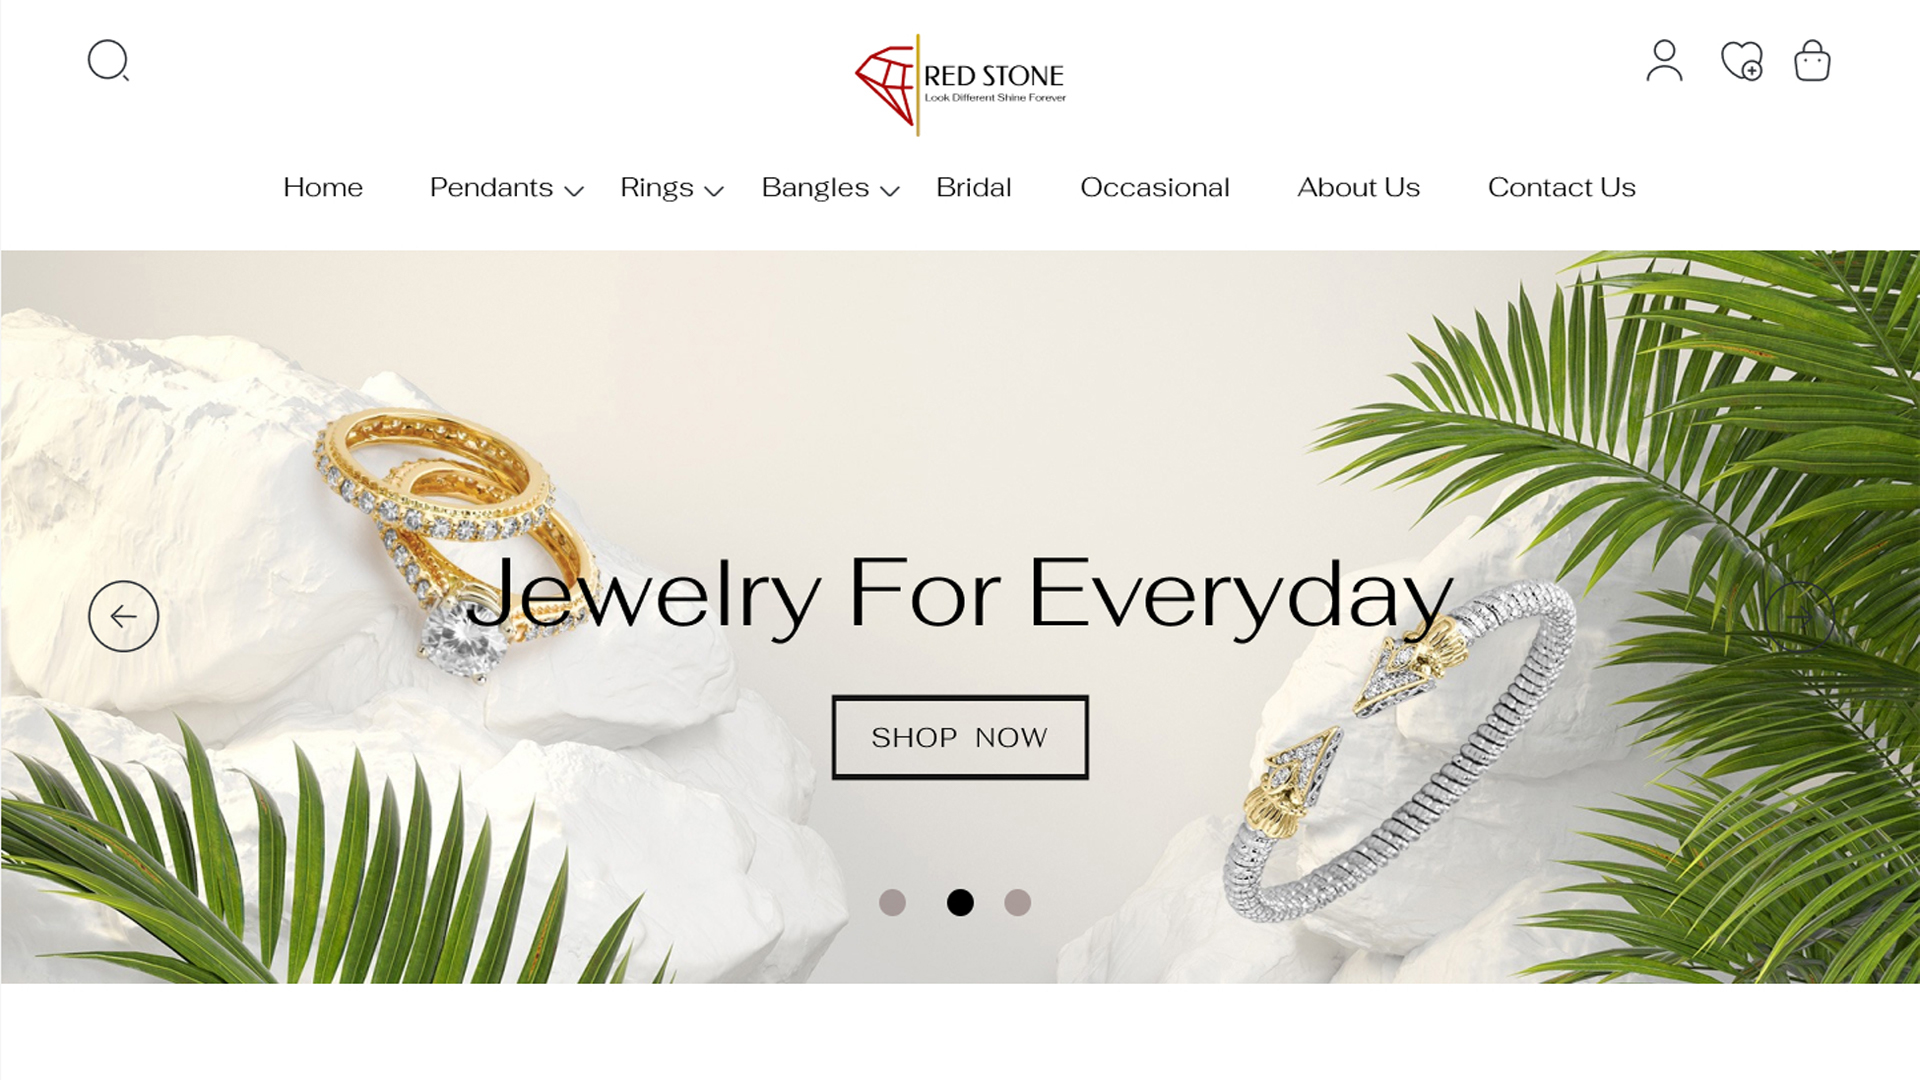 RED STONE
Look Different Shine Forever
Home Pendants Rings Bangles Bridal Occasional About Us Contact Us
Jewelry For Everyday
SHOP NOW